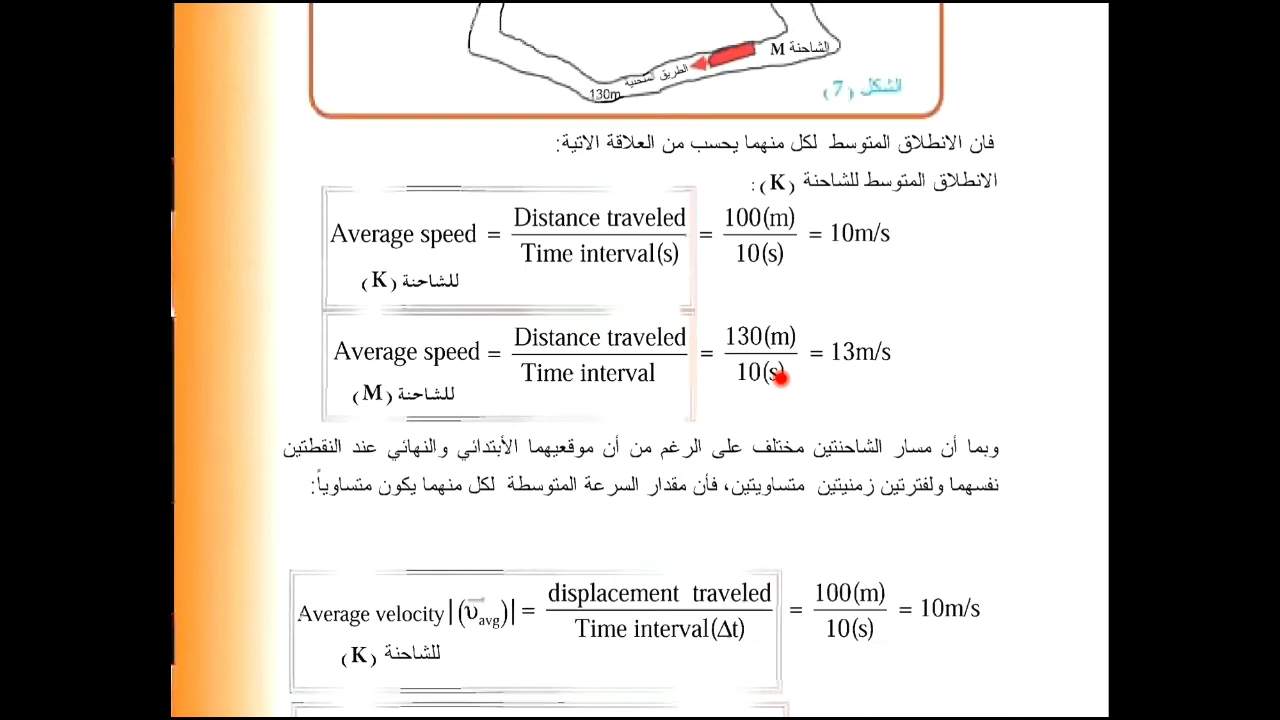 الشاحنة M
الطريق المنحنية
130m
الشكل (7)
فان الانطلاق المتوسط لكل منهما يحسب من العلاقة الاتية:
الانطلاق المتوسط للشاحنة (K):
Average speed = Distance traveled / Time interval(s) = 100(m) / 10(s) = 10m/s
للشاحنة (K)
Average speed = Distance traveled / Time interval = 130(m) / 10(s) = 13m/s
للشاحنة (M)
وبما أن مسار الشاحنتين مختلف على الرغم من أن موقعيهما الأبتدائي والنهائي عند النقطتين
نفسهما ولفترتين زمنيتين متساويتين، فأن مقدار السرعة المتوسطة لكل منهما يكون متساوياً:
Average velocity |(ῡavg)| = displacement traveled / Time interval(Δt) = 100(m) / 10(s) = 10m/s
للشاحنة (K)